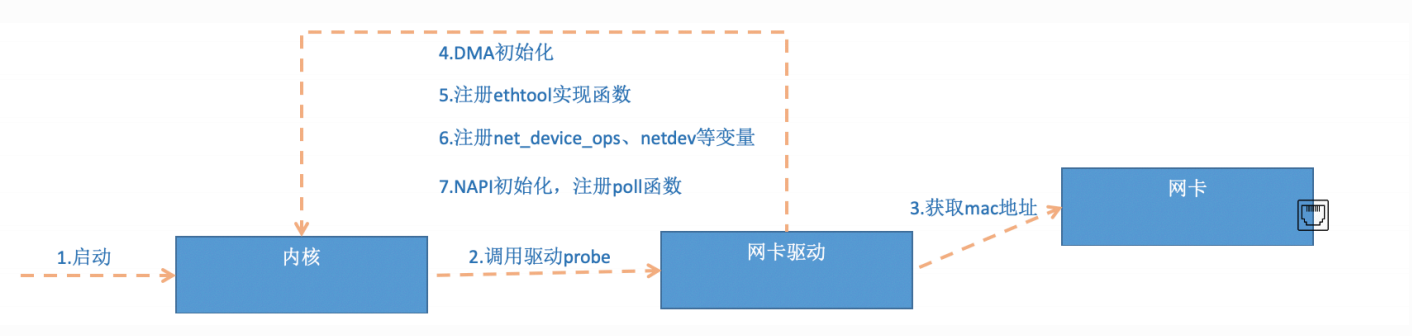 4.DMA初始化
5.注册ethtool实现函数
6.注册net_device_ops、netdev等变量
7.NAPI初始化，注册poll函数
网卡
3.获取mac地址
1.启动
内核
2.调用驱动probe
网卡驱动